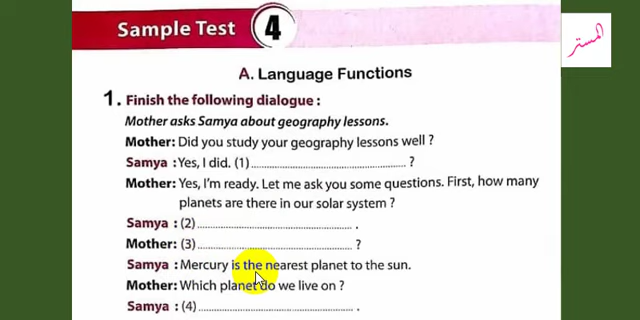 Sample Test 4
المستر
A. Language Functions
1. Finish the following dialogue :
Mother asks Samya about geography lessons.
Mother: Did you study your geography lessons well ?
Samya : Yes, I did. (1)................................................ ?
Mother: Yes, I'm ready. Let me ask you some questions. First, how many
planets are there in our solar system ?
Samya : (2)................................................ .
Mother: (3)................................................ ?
Samya : Mercury is the nearest planet to the sun.
Mother: Which planet do we live on ?
Samya : (4)................................................ .